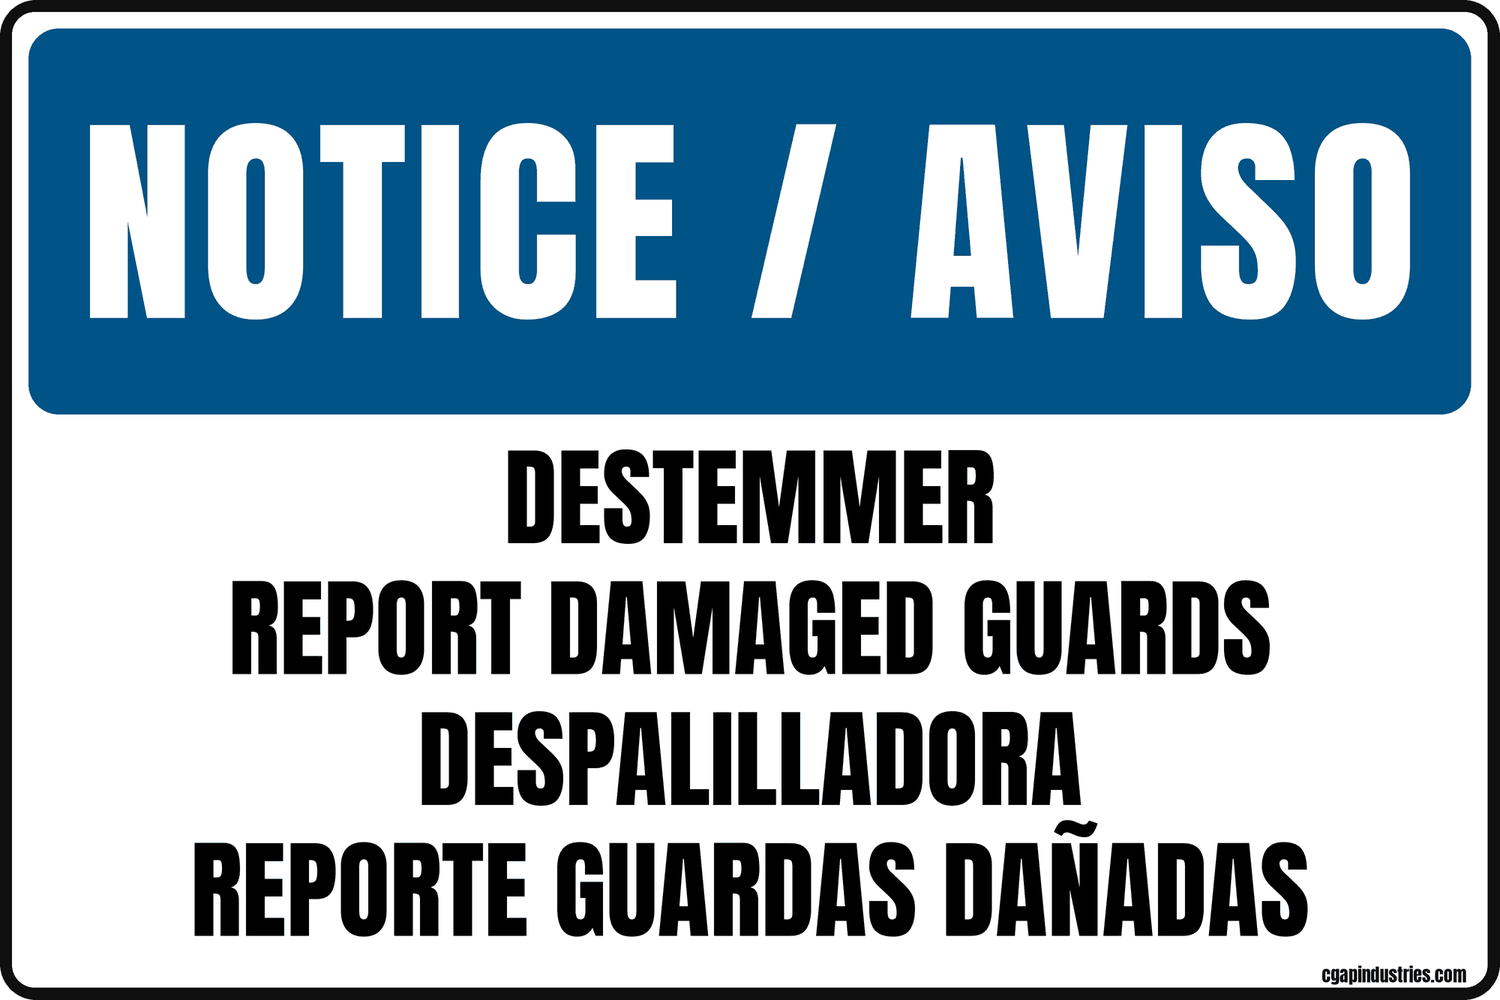 NOTICE / AVISO
DESTEMMER
REPORT DAMAGED GUARDS
DESPALILLADORA
REPORTE GUARDAS DAÑADAS
cgapindustries.com